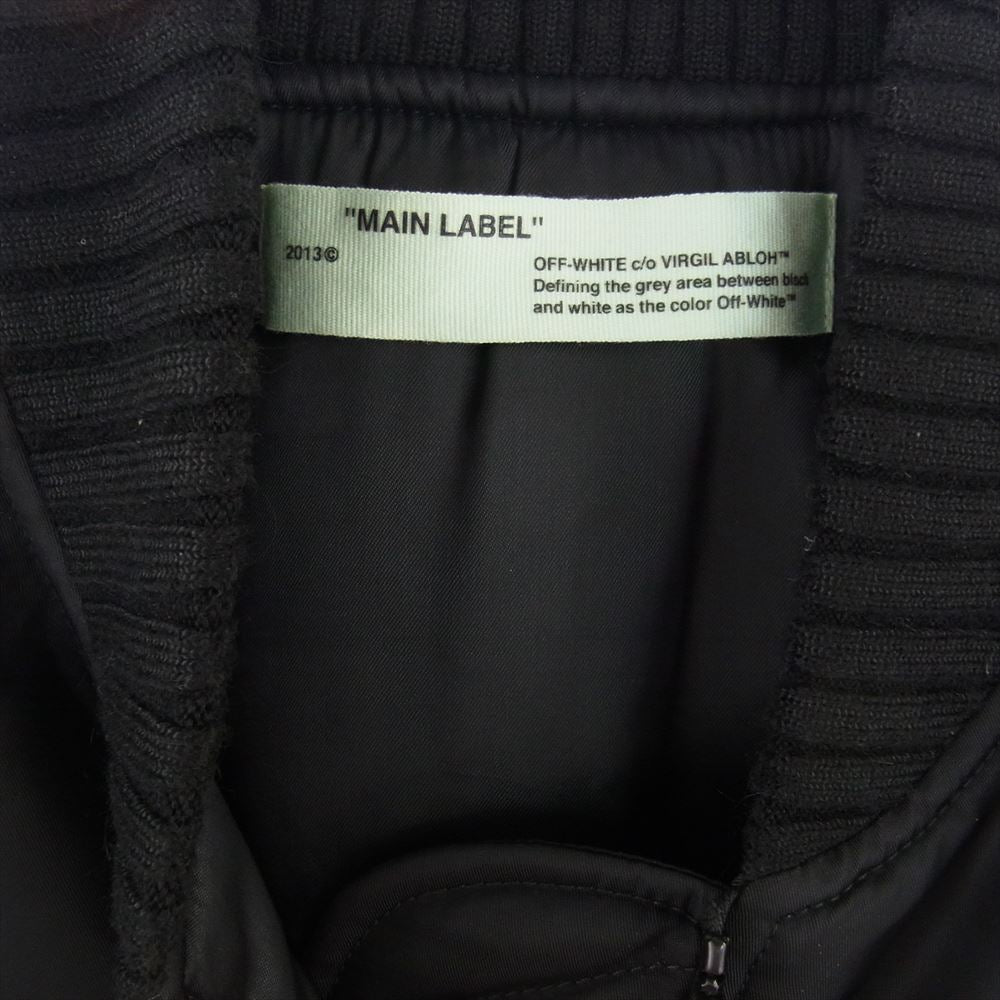 "MAIN LABEL"
2013©
OFF-WHITE c/o VIRGIL ABLOH™
Defining the grey area between black
and white as the color Off-White™